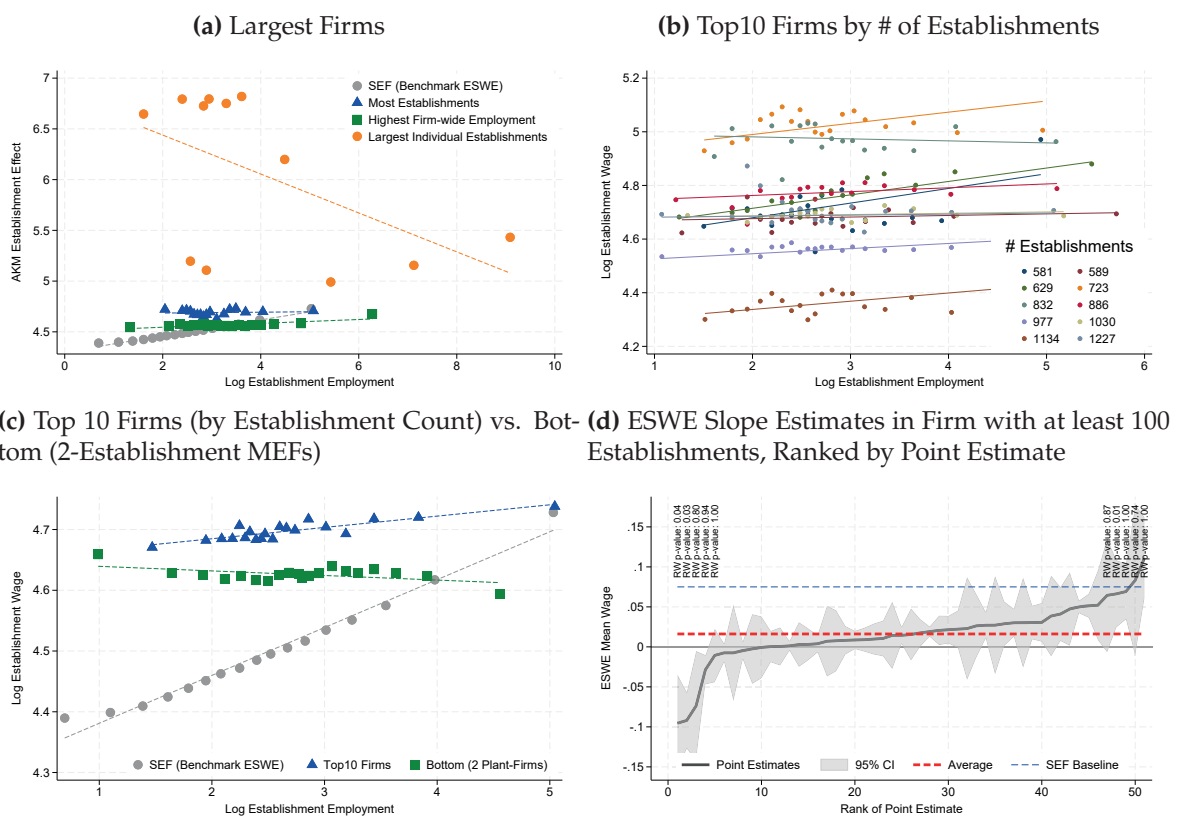 (a) Largest Firms
7
6.5
6
5.5
5
4.5
AKM Establishment Effect
SEF (Benchmark ESWE)
Most Establishments
Highest Firm-wide Employment
Largest Individual Establishments
0 2 4 6 8 10
Log Establishment Employment
(b) Top10 Firms by # of Establishments
5.2
5
4.8
4.6
4.4
4.2
Log Establishment Wage
# Establishments
581 589
629 723
832 886
977 1030
1134 1227
1 2 3 4 5 6
Log Establishment Employment
(c) Top 10 Firms (by Establishment Count) vs. Bot-
tom (2-Establishment MEFs)
4.7
4.6
4.5
4.4
4.3
Log Establishment Wage
SEF (Benchmark ESWE) Top10 Firms Bottom (2 Plant-Firms)
1 2 3 4 5
Log Establishment Employment
(d) ESWE Slope Estimates in Firm with at least 100
Establishments, Ranked by Point Estimate
.15
.1
.05
0
-.05
-.1
-.15
ESWE Mean Wage
RW p-value: 0.04
RW p-value: 0.03
RW p-value: 0.80
RW p-value: 0.94
RW p-value: 1.00
RW p-value: 0.87
RW p-value: 0.01
RW p-value: 1.00
RW p-value: 0.74
RW p-value: 1.00
Point Estimates 95% CI Average SEF Baseline
0 10 20 30 40 50
Rank of Point Estimate